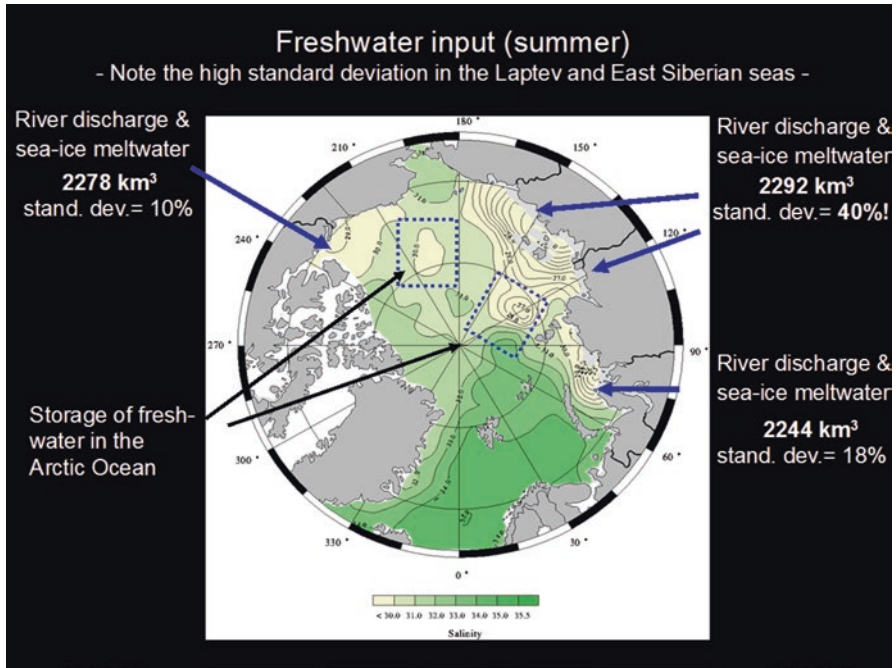 Freshwater input (summer)
- Note the high standard deviation in the Laptev and East Siberian seas -
River discharge &
sea-ice meltwater
2278 km³
stand. dev.= 10%
River discharge &
sea-ice meltwater
2292 km³
stand. dev.= 40%!
River discharge &
sea-ice meltwater
2244 km³
stand. dev.= 18%
Storage of fresh-
water in the
Arctic Ocean
180 °
210 °
150 °
240 °
120 °
270 °
90 °
300 °
60 °
330 °
30 °
0 °
< 30.0 31.0 32.0 33.0 34.0 35.0 35.5
Salinity